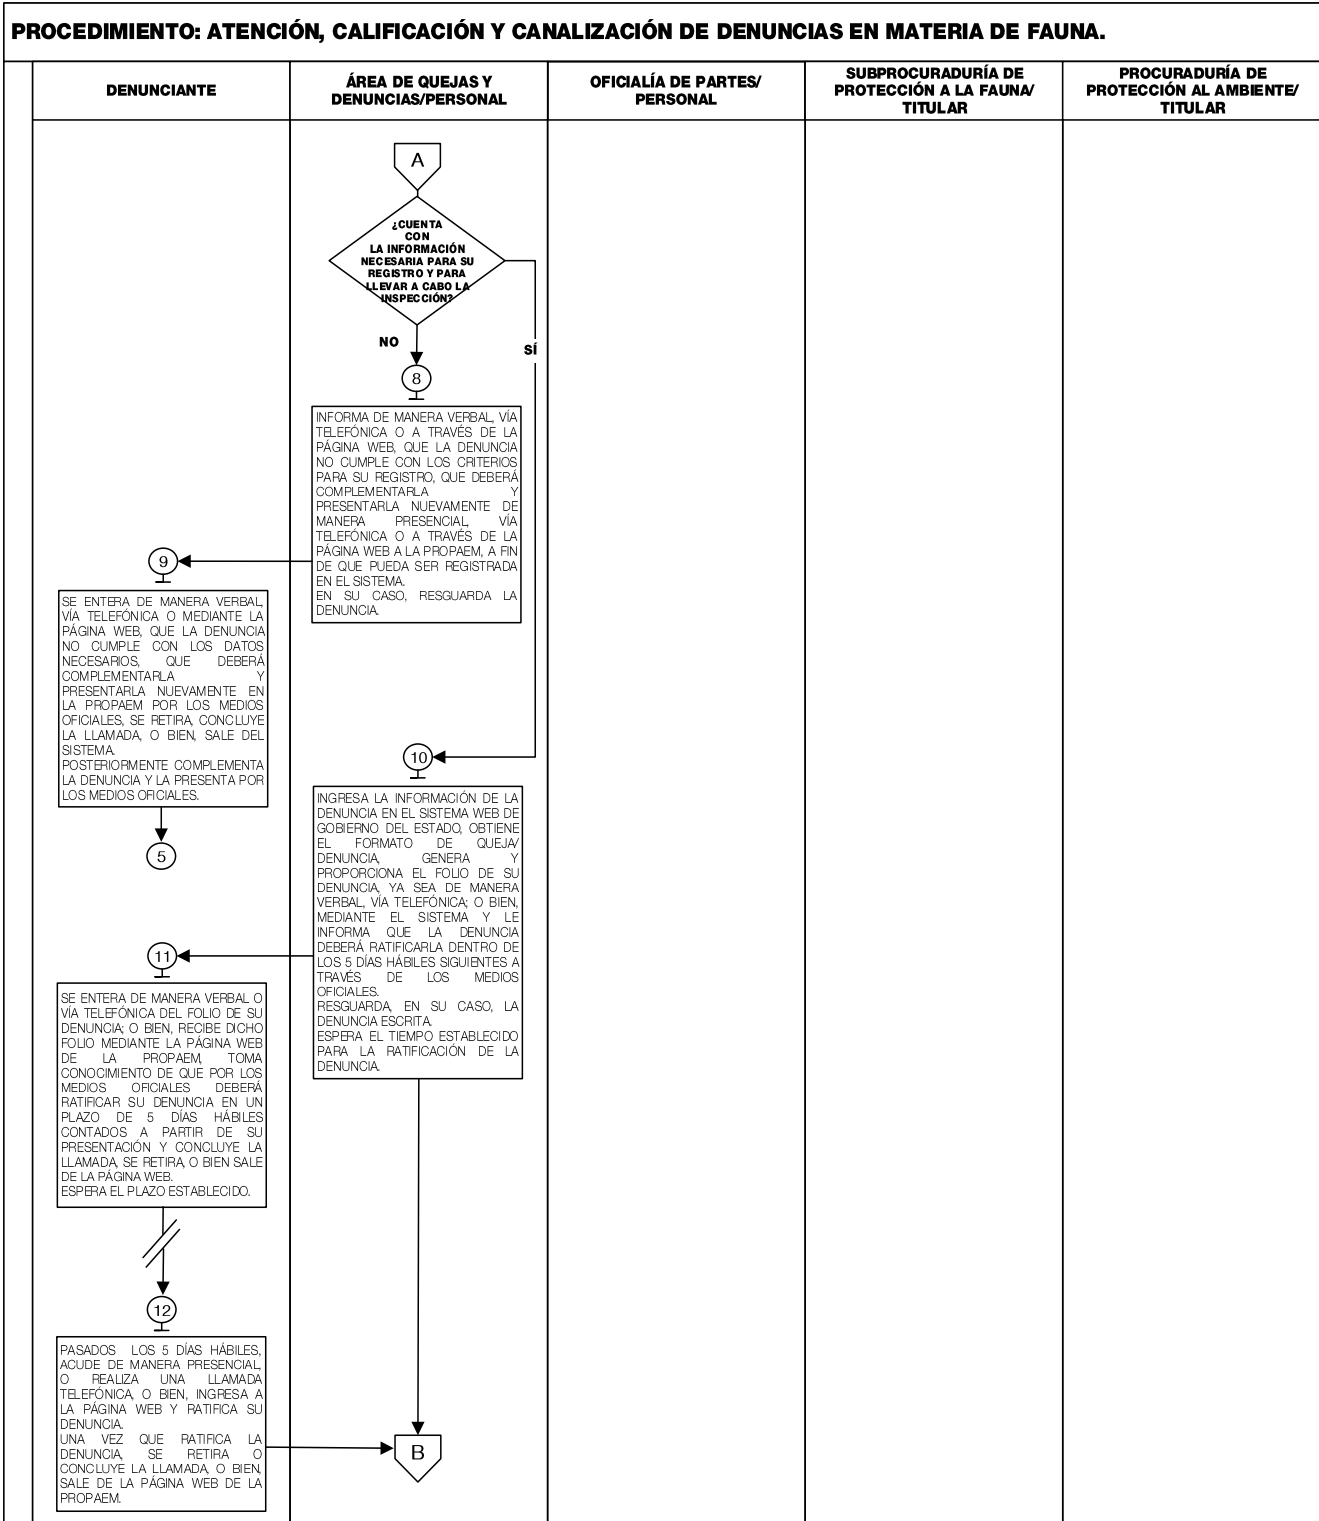 PROCEDIMIENTO: ATENCIÓN, CALIFICACIÓN Y CANALIZACIÓN DE DENUNCIAS EN MATERIA DE FAUNA.
DENUNCIANTE
ÁREA DE QUEJAS Y
DENUNCIAS/PERSONAL
OFICIALÍA DE PARTES/
PERSONAL
SUBPROCURADURÍA DE
PROTECCIÓN A LA FAUNA/
TITULAR
PROCURADURÍA DE
PROTECCIÓN AL AMBIENTE/
TITULAR
A
¿CUENTA
CON
LA INFORMACIÓN
NECESARIA PARA SU
REGISTRO Y PARA
LLEVAR A CABO LA
INSPECCIÓN?
NO
SÍ
8
INFORMA DE MANERA VERBAL, VÍA
TELEFÓNICA O A TRAVÉS DE LA
PÁGINA WEB, QUE LA DENUNCIA
NO CUMPLE CON LOS CRITERIOS
PARA SU REGISTRO, QUE DEBERÁ
COMPLEMENTARLA Y
PRESENTARLA NUEVAMENTE DE
MANERA PRESENCIAL, VÍA
TELEFÓNICA O A TRAVÉS DE LA
PÁGINA WEB A LA PROPAEM, A FIN
DE QUE PUEDA SER REGISTRADA
EN EL SISTEMA.
EN SU CASO, RESGUARDA LA
DENUNCIA.
9
SE ENTERA DE MANERA VERBAL,
VÍA TELEFÓNICA O MEDIANTE LA
PÁGINA WEB, QUE LA DENUNCIA
NO CUMPLE CON LOS DATOS
NECESARIOS, QUE DEBERÁ
COMPLEMENTARLA Y
PRESENTARLA NUEVAMENTE EN
LA PROPAEM POR LOS MEDIOS
OFICIALES, SE RETIRA, CONCLUYE
LA LLAMADA, O BIEN, SALE DEL
SISTEMA.
POSTERIORMENTE COMPLEMENTA
LA DENUNCIA Y LA PRESENTA POR
LOS MEDIOS OFICIALES.
5
10
INGRESA LA INFORMACIÓN DE LA
DENUNCIA EN EL SISTEMA WEB DE
GOBIERNO DEL ESTADO, OBTIENE
EL FORMATO DE QUEJA/
DENUNCIA, GENERA Y
PROPORCIONA EL FOLIO DE SU
DENUNCIA, YA SEA DE MANERA
VERBAL, VÍA TELEFÓNICA; O BIEN,
MEDIANTE EL SISTEMA Y LE
INFORMA QUE LA DENUNCIA
DEBERÁ RATIFICARLA DENTRO DE
LOS 5 DÍAS HÁBILES SIGUIENTES A
TRAVÉS DE LOS MEDIOS
OFICIALES.
RESGUARDA, EN SU CASO, LA
DENUNCIA ESCRITA.
ESPERA EL TIEMPO ESTABLECIDO
PARA LA RATIFICACIÓN DE LA
DENUNCIA.
11
SE ENTERA DE MANERA VERBAL O
VÍA TELEFÓNICA DEL FOLIO DE SU
DENUNCIA; O BIEN, RECIBE DICHO
FOLIO MEDIANTE LA PÁGINA WEB
DE LA PROPAEM, TOMA
CONOCIMIENTO DE QUE POR LOS
MEDIOS OFICIALES DEBERÁ
RATIFICAR SU DENUNCIA EN UN
PLAZO DE 5 DÍAS HÁBILES
CONTADOS A PARTIR DE SU
PRESENTACIÓN Y CONCLUYE LA
LLAMADA, SE RETIRA, O BIEN SALE
DE LA PÁGINA WEB.
ESPERA EL PLAZO ESTABLECIDO.
12
PASADOS LOS 5 DÍAS HÁBILES,
ACUDE DE MANERA PRESENCIAL,
O REALIZA UNA LLAMADA
TELEFÓNICA, O BIEN, INGRESA A
LA PÁGINA WEB Y RATIFICA SU
DENUNCIA.
UNA VEZ QUE RATIFICA LA
DENUNCIA, SE RETIRA O
CONCLUYE LA LLAMADA, O BIEN,
SALE DE LA PÁGINA WEB DE LA
PROPAEM.
B